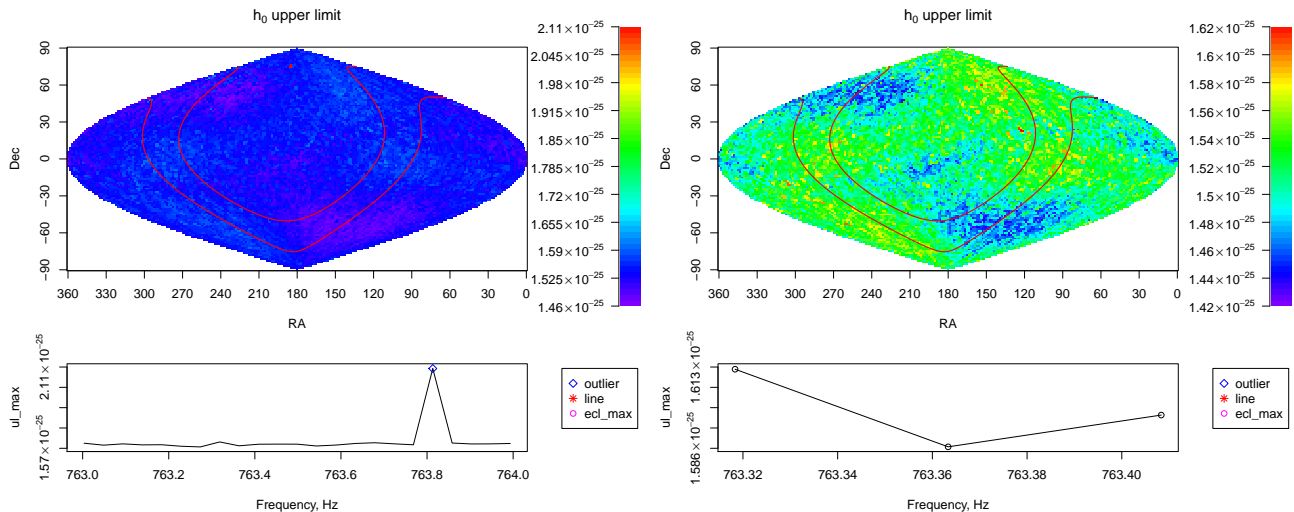 h₀ upper limit
Dec
90
60
30
0
−30
−60
−90
360 330 300 270 240 210 180 150 120 90 60 30 0
RA
2.11×10⁻²⁵
2.045×10⁻²⁵
1.98×10⁻²⁵
1.915×10⁻²⁵
1.85×10⁻²⁵
1.785×10⁻²⁵
1.72×10⁻²⁵
1.655×10⁻²⁵
1.59×10⁻²⁵
1.525×10⁻²⁵
1.46×10⁻²⁵
ul_max
2.11×10⁻²⁵
1.57×10⁻²⁵
763.0 763.2 763.4 763.6 763.8 764.0
Frequency, Hz
outlier
line
ecl_max
h₀ upper limit
Dec
90
60
30
0
−30
−60
−90
360 330 300 270 240 210 180 150 120 90 60 30 0
RA
1.62×10⁻²⁵
1.6×10⁻²⁵
1.58×10⁻²⁵
1.56×10⁻²⁵
1.54×10⁻²⁵
1.52×10⁻²⁵
1.5×10⁻²⁵
1.48×10⁻²⁵
1.46×10⁻²⁵
1.44×10⁻²⁵
1.42×10⁻²⁵
ul_max
1.613×10⁻²⁵
1.586×10⁻²⁵
763.32 763.34 763.36 763.38 763.40
Frequency, Hz
outlier
line
ecl_max